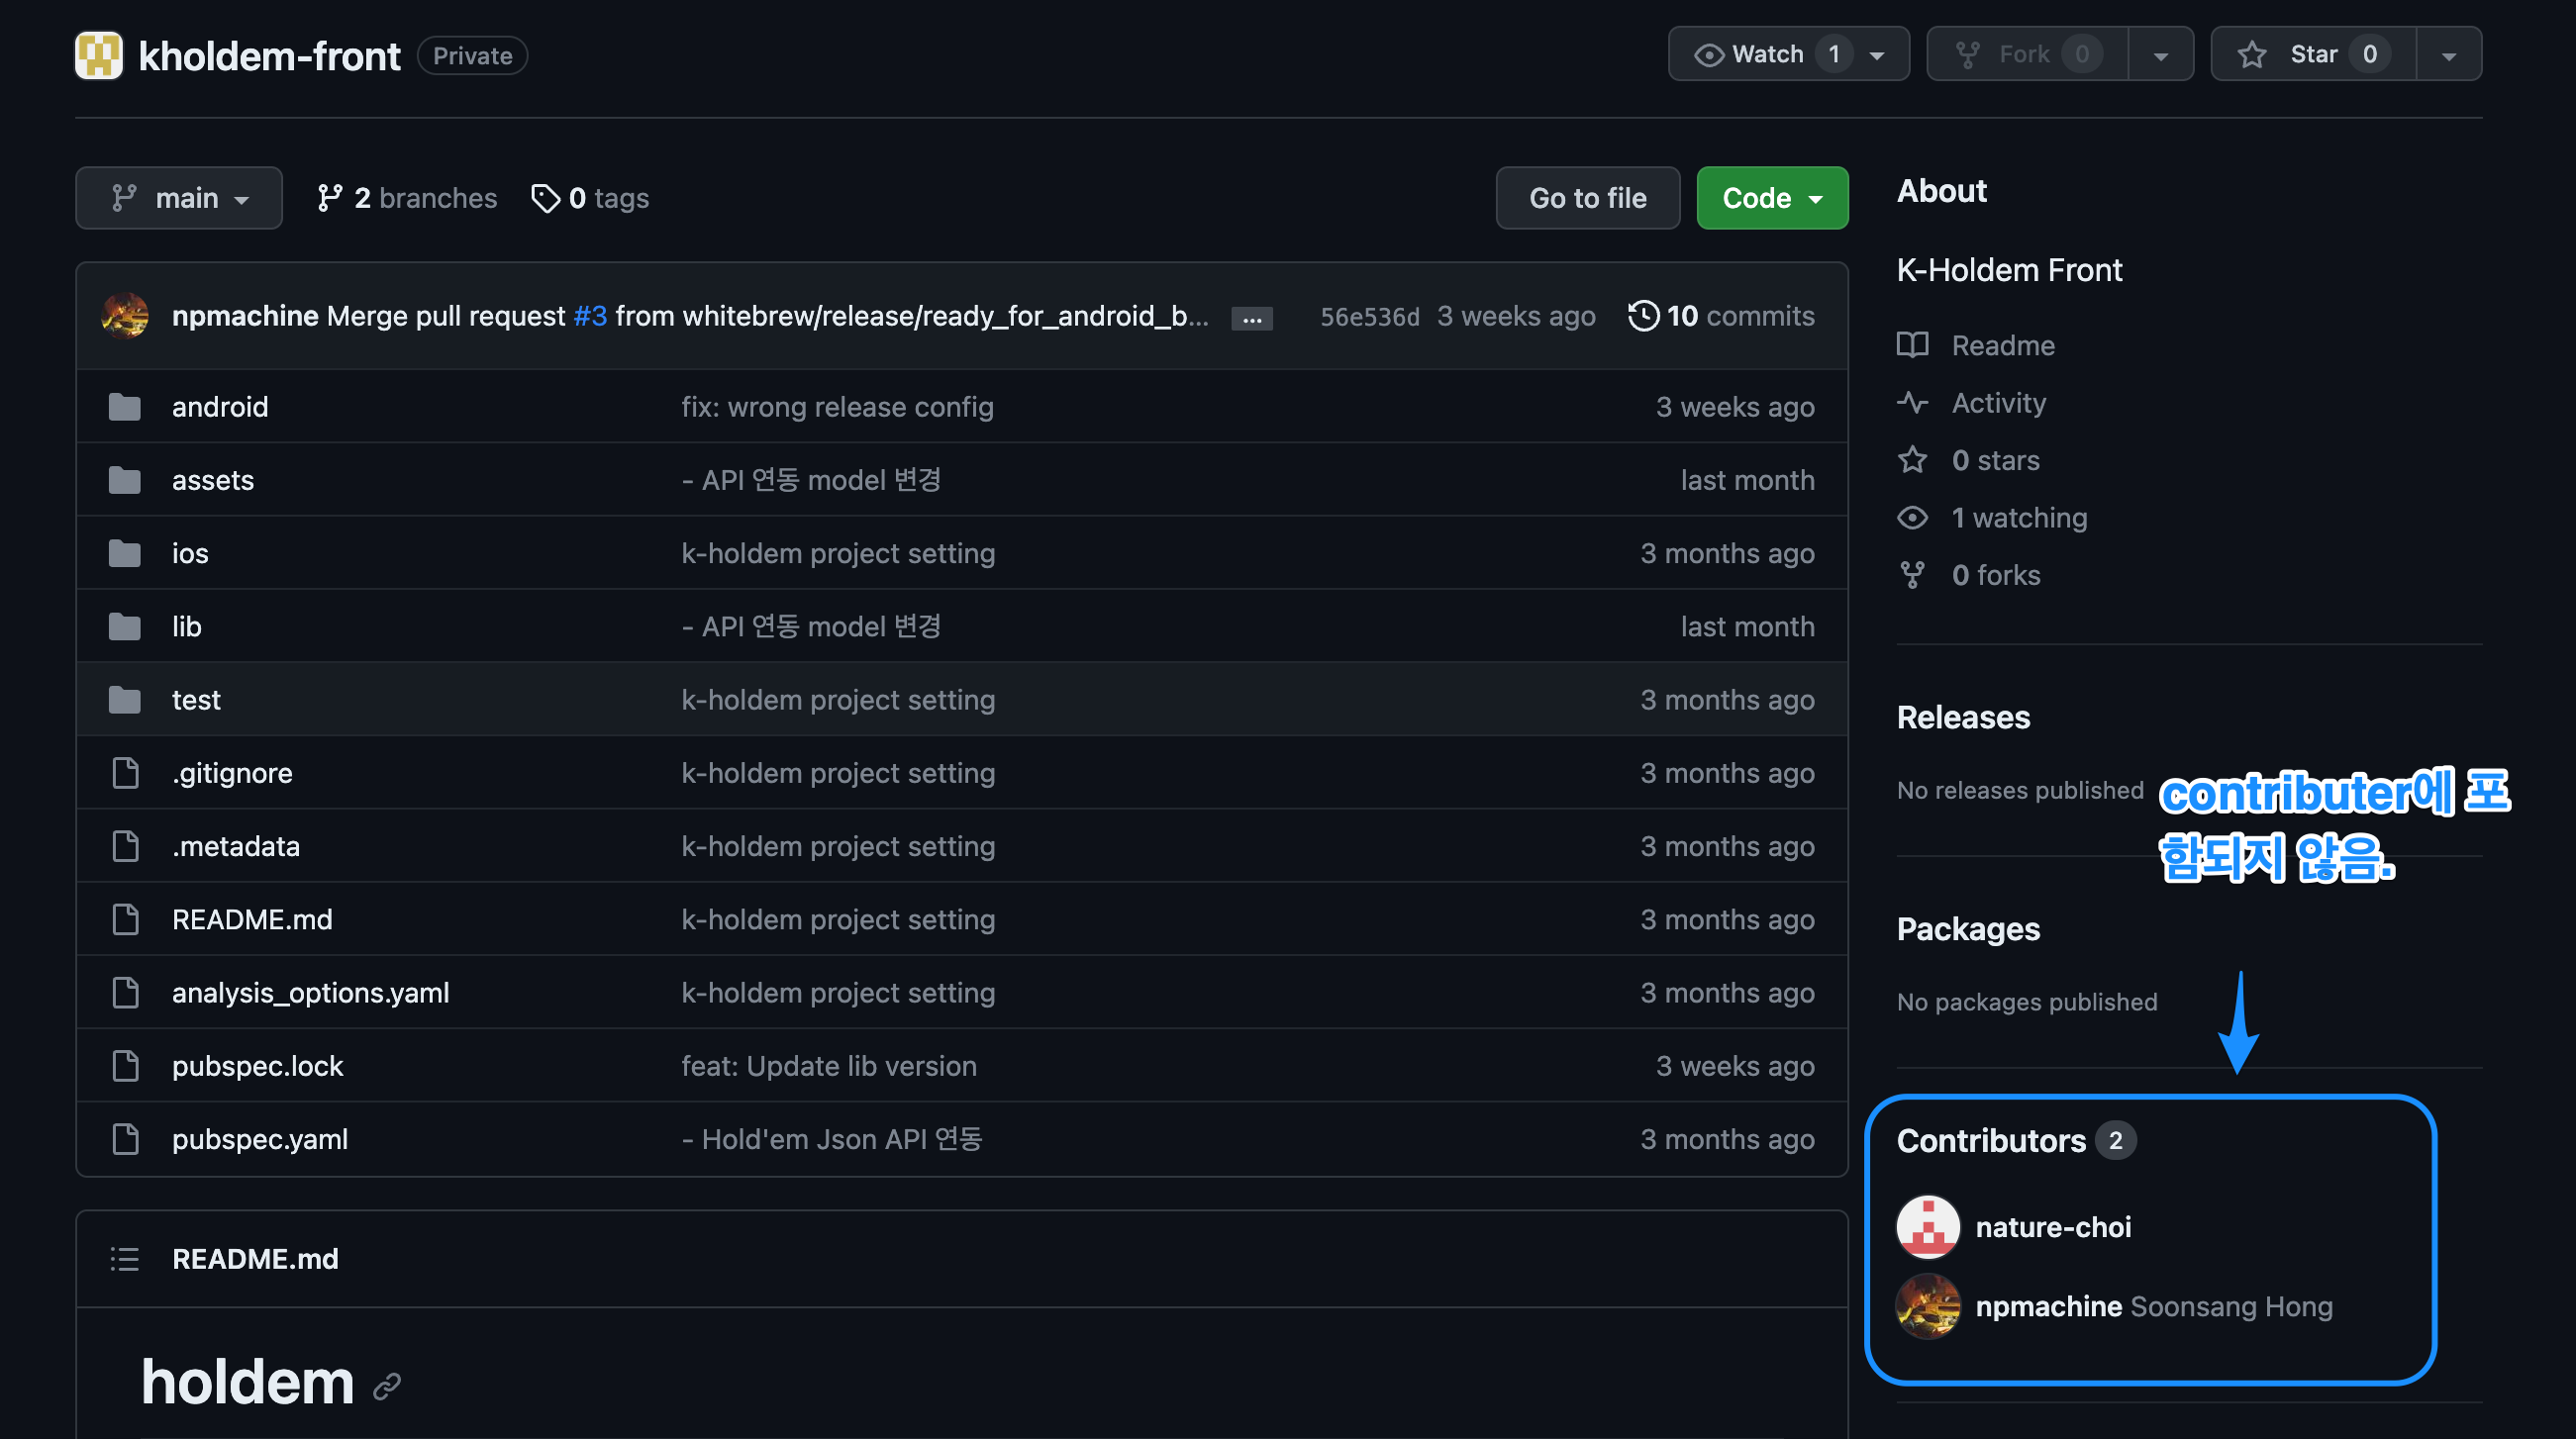 kholdem-front Private Watch 1 Fork 0 Star 0
main 2 branches 0 tags Go to file Code
npmachine Merge pull request #3 from whitebrew/release/ready_for_android_b... ... 56e536d 3 weeks ago 10 commits
android fix: wrong release config 3 weeks ago
assets - API 연동 model 변경 last month
ios k-holdem project setting 3 months ago
lib - API 연동 model 변경 last month
test k-holdem project setting 3 months ago
.gitignore k-holdem project setting 3 months ago
.metadata k-holdem project setting 3 months ago
README.md k-holdem project setting 3 months ago
analysis_options.yaml k-holdem project setting 3 months ago
pubspec.lock feat: Update lib version 3 weeks ago
pubspec.yaml - Hold'em Json API 연동 3 months ago
README.md
holdem
About
K-Holdem Front
Readme
Activity
0 stars
1 watching
0 forks
Releases
No releases published
contributer에 포
함되지 않음.
Packages
No packages published
Contributors 2
nature-choi
npmachine Soonsang Hong